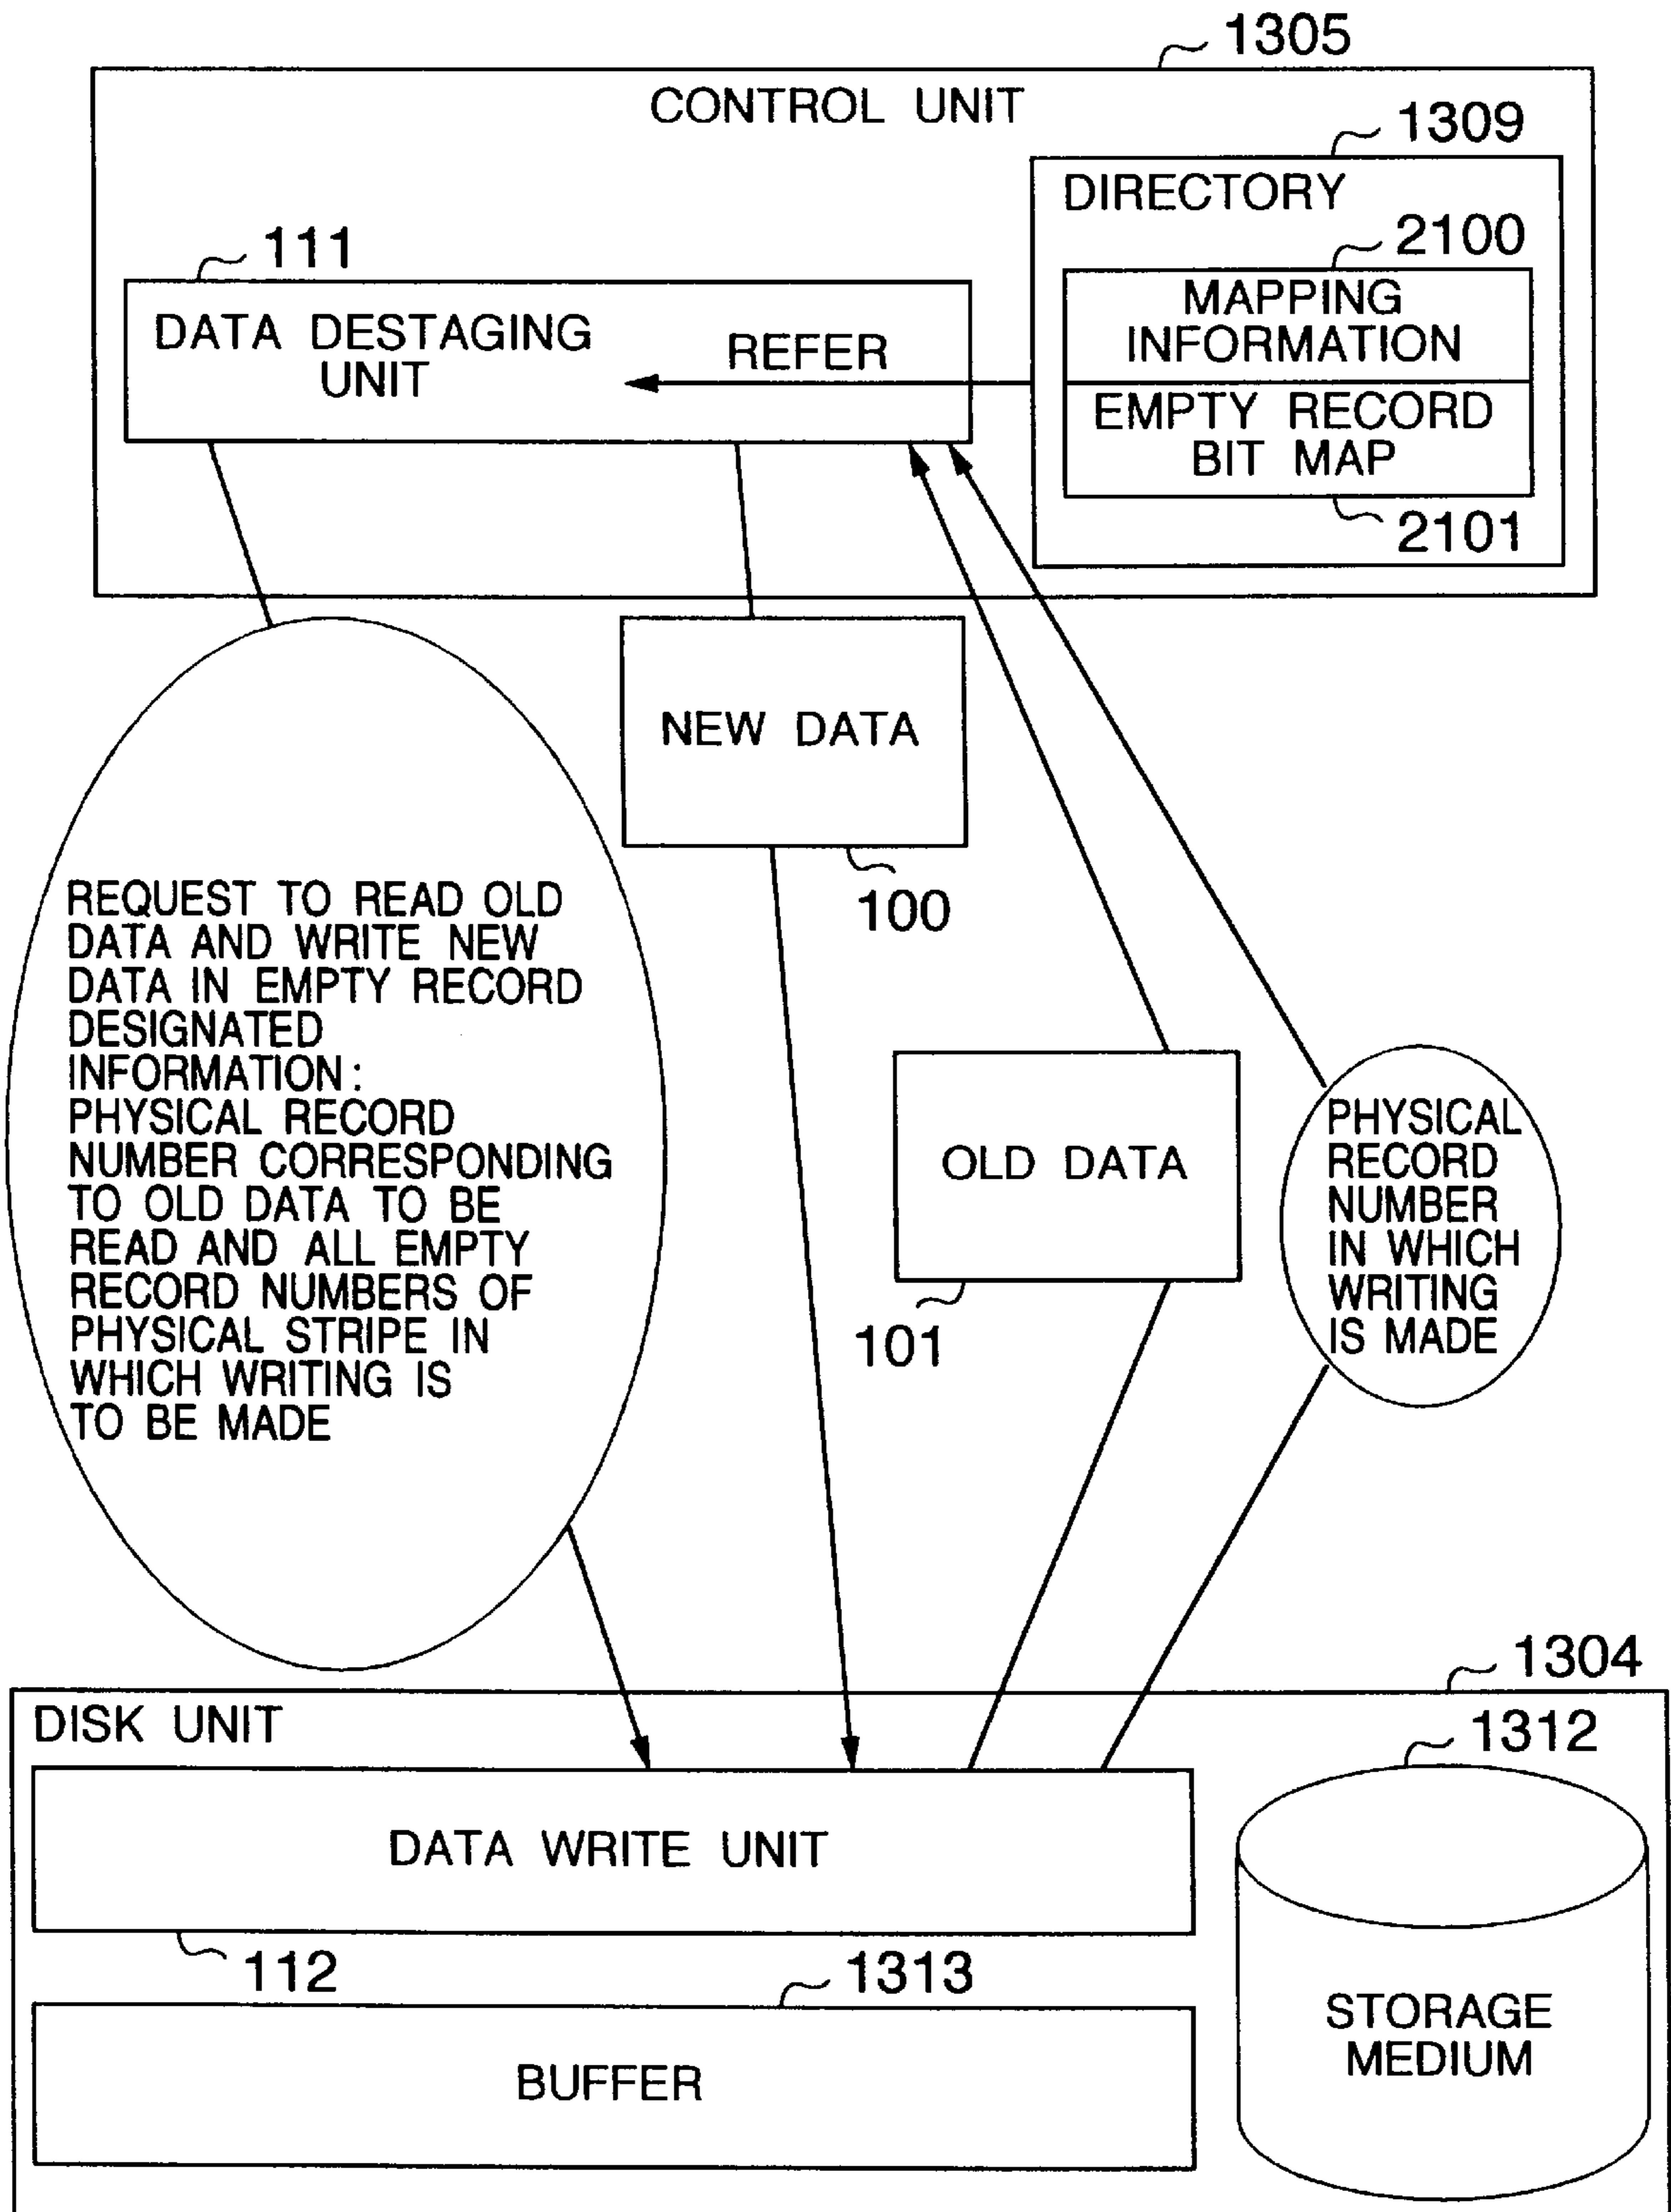 1305
CONTROL UNIT
1309
DIRECTORY
111
2100
DATA DESTAGING
UNIT
REFER
MAPPING
INFORMATION
EMPTY RECORD
BIT MAP
2101
NEW DATA
100
REQUEST TO READ OLD
DATA AND WRITE NEW
DATA IN EMPTY RECORD
DESIGNATED
INFORMATION:
PHYSICAL RECORD
NUMBER CORRESPONDING
TO OLD DATA TO BE
READ AND ALL EMPTY
RECORD NUMBERS OF
PHYSICAL STRIPE IN
WHICH WRITING IS
TO BE MADE
OLD DATA
101
PHYSICAL
RECORD
NUMBER
IN WHICH
WRITING
IS MADE
1304
DISK UNIT
1312
DATA WRITE UNIT
112
1313
BUFFER
STORAGE
MEDIUM